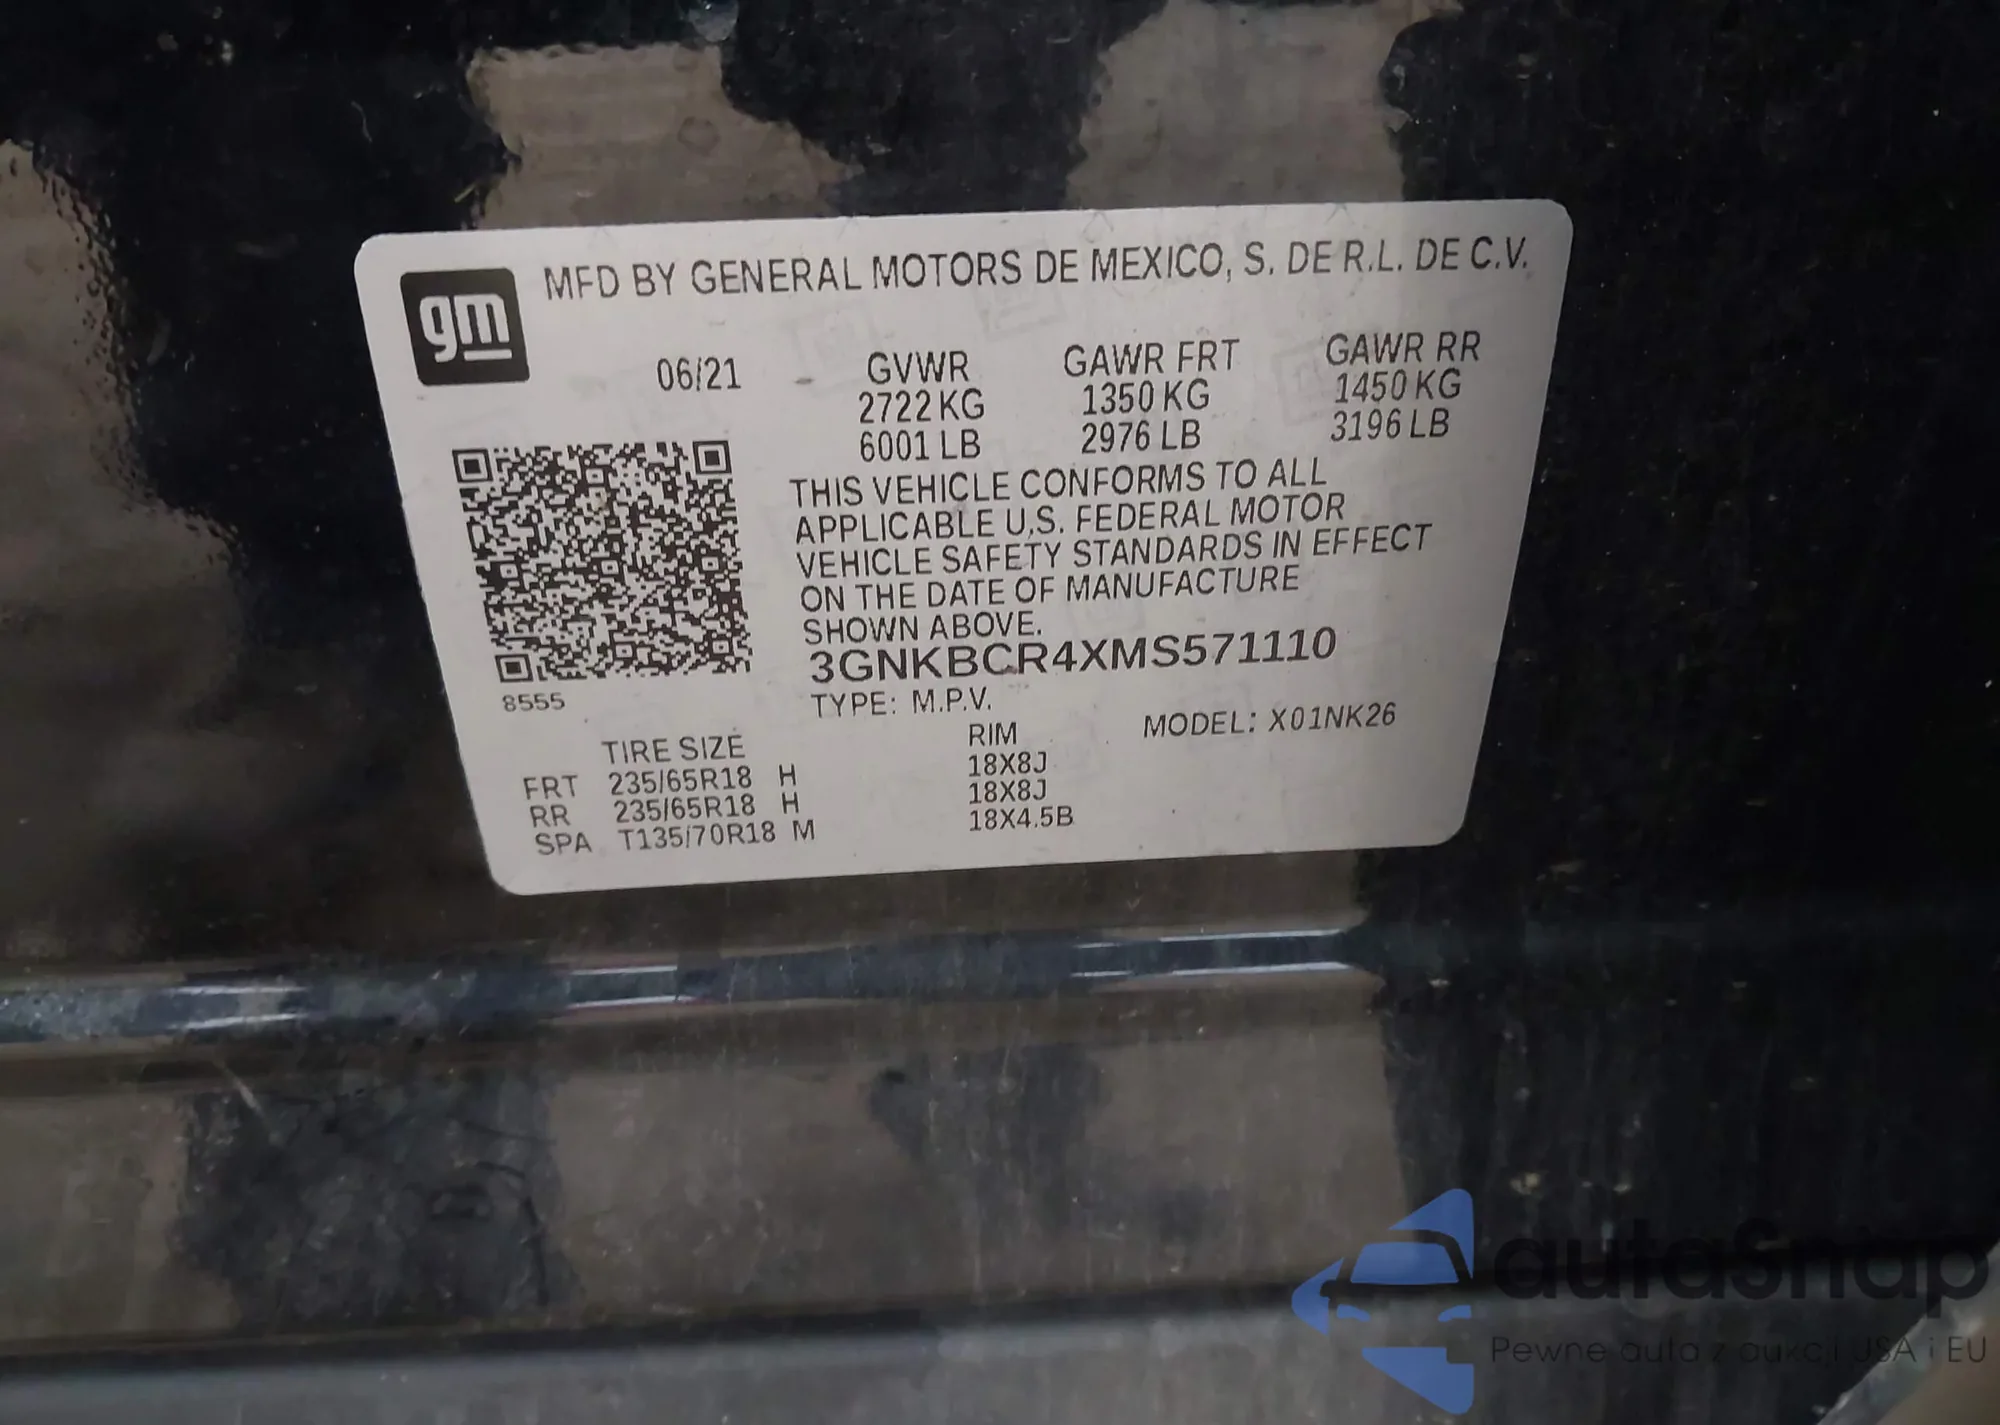 gm
MFD BY GENERAL MOTORS DE MEXICO, S. DE R.L. DE C.V.
06/21 GVWR GAWR FRT GAWR RR
2722 KG 1350 KG 1450 KG
6001 LB 2976 LB 3196 LB
THIS VEHICLE CONFORMS TO ALL
APPLICABLE U.S. FEDERAL MOTOR
VEHICLE SAFETY STANDARDS IN EFFECT
ON THE DATE OF MANUFACTURE
SHOWN ABOVE.
3GNKBCR4XMS571110
8555
TYPE: M.P.V. MODEL: X01NK26
TIRE SIZE RIM
FRT 235/65R18 H 18X8J
RR 235/65R18 H 18X8J
SPA T135/70R18 M 18X4.5B
autasnap
Pewne auta z aukcji USA i EU